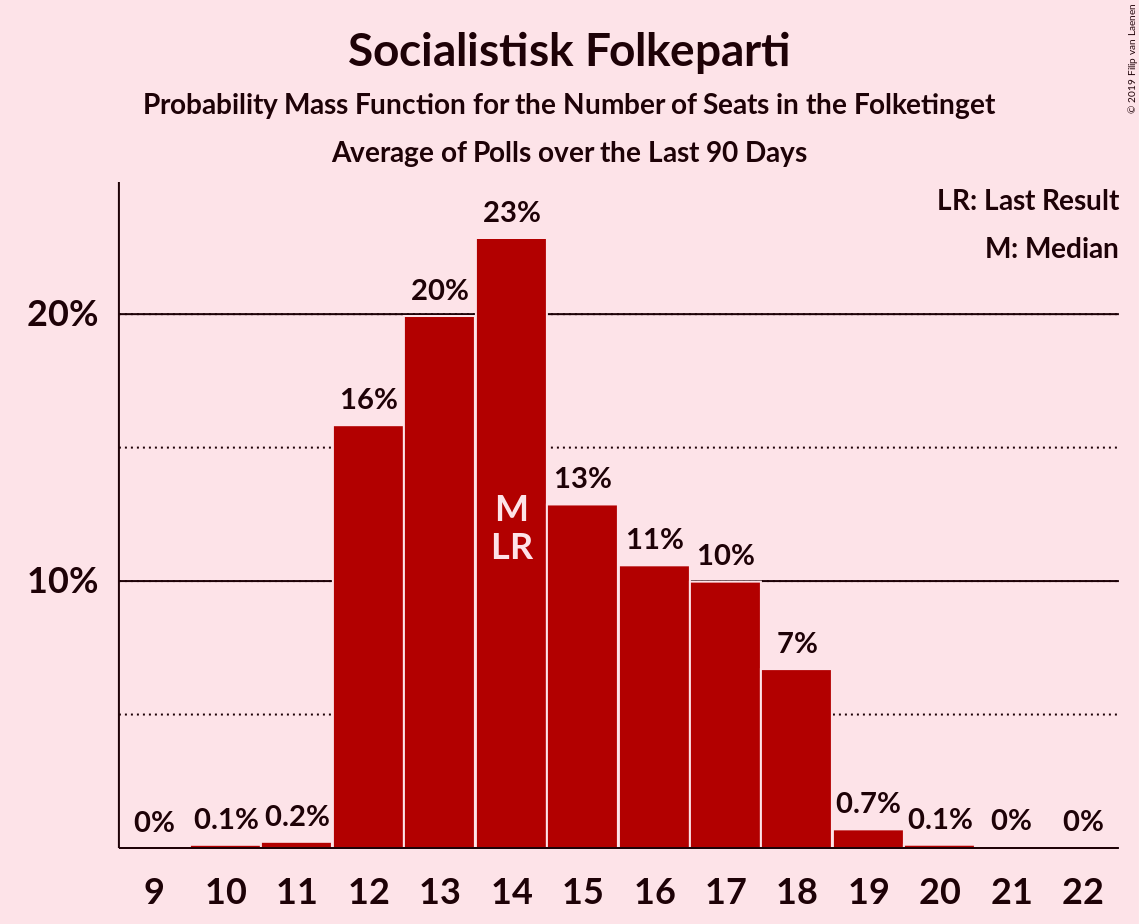 Socialistisk Folkeparti
Probability Mass Function for the Number of Seats in the Folketinget
Average of Polls over the Last 90 Days
© 2019 Filip van Laenen
LR: Last Result
M: Median
20%
10%
0%
0.1%
0.2%
16%
20%
23%
13%
11%
10%
7%
0.7%
0.1%
0%
0%
M
LR
9 10 11 12 13 14 15 16 17 18 19 20 21 22